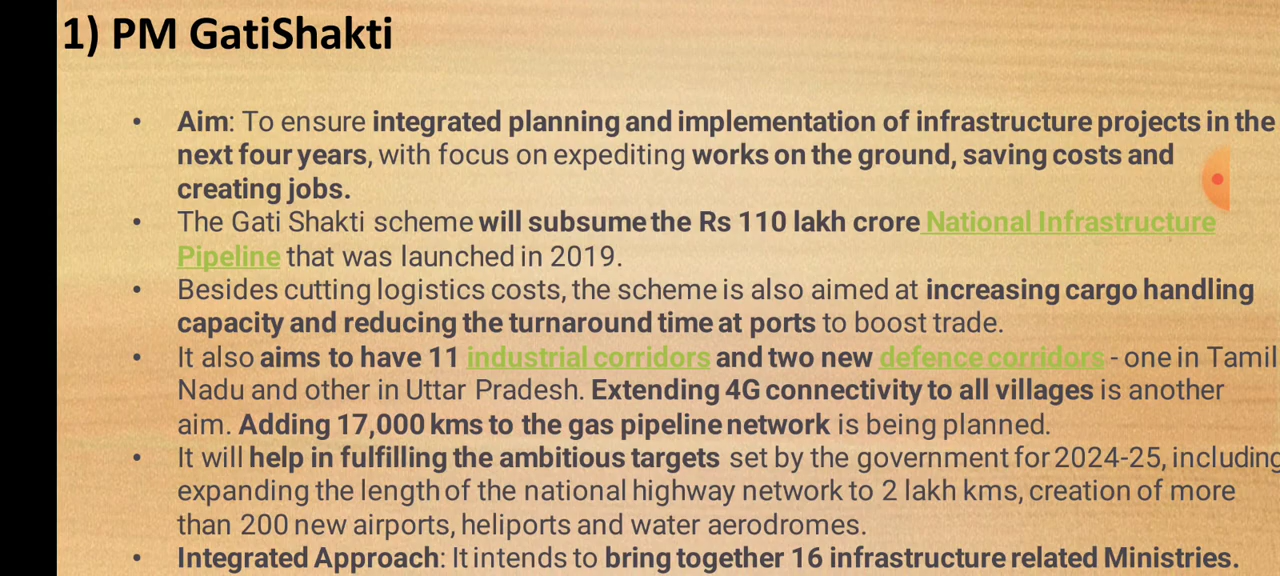 1) PM GatiShakti
• Aim: To ensure integrated planning and implementation of infrastructure projects in the
next four years, with focus on expediting works on the ground, saving costs and
creating jobs.
• The Gati Shakti scheme will subsume the Rs 110 lakh crore National Infrastructure
Pipeline that was launched in 2019.
• Besides cutting logistics costs, the scheme is also aimed at increasing cargo handling
capacity and reducing the turnaround time at ports to boost trade.
• It also aims to have 11 industrial corridors and two new defence corridors - one in Tamil
Nadu and other in Uttar Pradesh. Extending 4G connectivity to all villages is another
aim. Adding 17,000 kms to the gas pipeline network is being planned.
• It will help in fulfilling the ambitious targets set by the government for 2024-25, including
expanding the length of the national highway network to 2 lakh kms, creation of more
than 200 new airports, heliports and water aerodromes.
• Integrated Approach: It intends to bring together 16 infrastructure related Ministries.